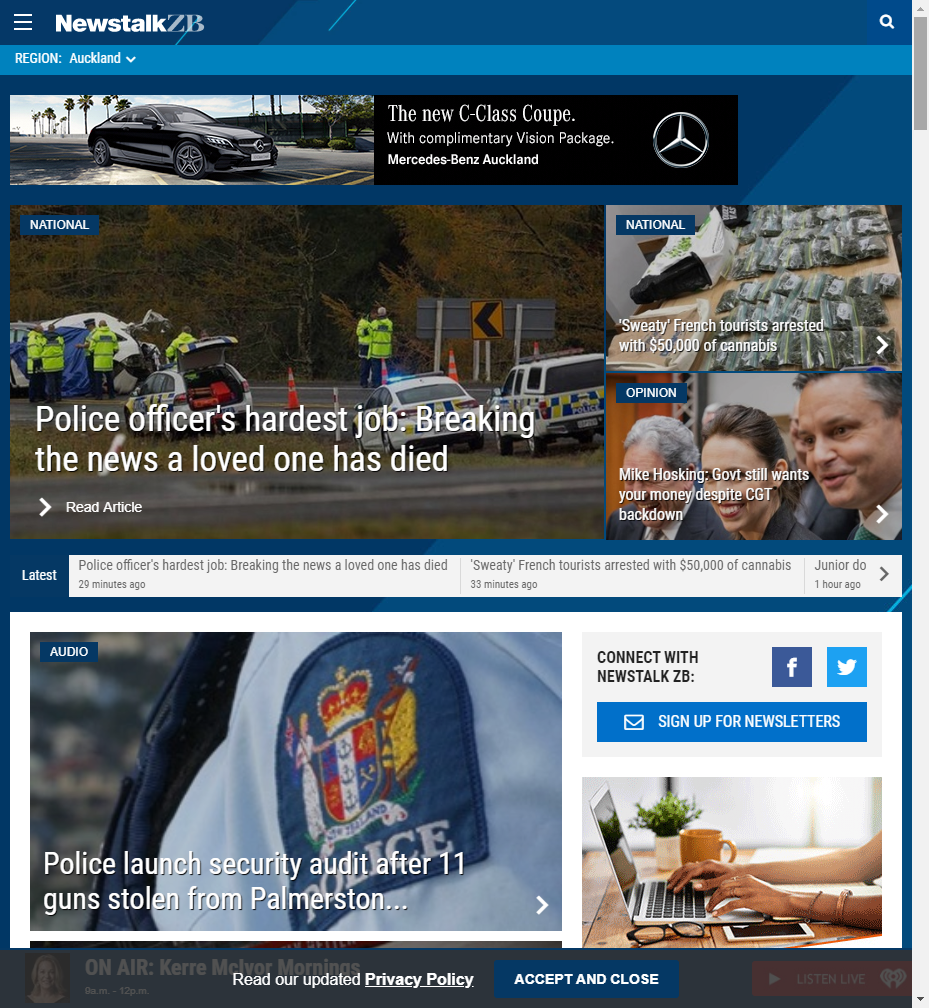 NewstalkZB
REGION: Auckland
The new C-Class Coupe.
With complimentary Vision Package.
Mercedes-Benz Auckland
NATIONAL
Police officer's hardest job: Breaking
the news a loved one has died
Read Article
NATIONAL
'Sweaty' French tourists arrested
with $50,000 of cannabis
OPINION
Mike Hosking: Govt still wants
your money despite CGT
backdown
Latest
Police officer's hardest job: Breaking the news a loved one has died
29 minutes ago
'Sweaty' French tourists arrested with $50,000 of cannabis
33 minutes ago
Junior do
1 hour ago
AUDIO
NEW ZEALAND
POLICE
Police launch security audit after 11
guns stolen from Palmerston...
CONNECT WITH
NEWSTALK ZB:
SIGN UP FOR NEWSLETTERS
ON AIR: Kerre McIvor Mornings
9a.m. - 12p.m.
Read our updated Privacy Policy
ACCEPT AND CLOSE
LISTEN LIVE